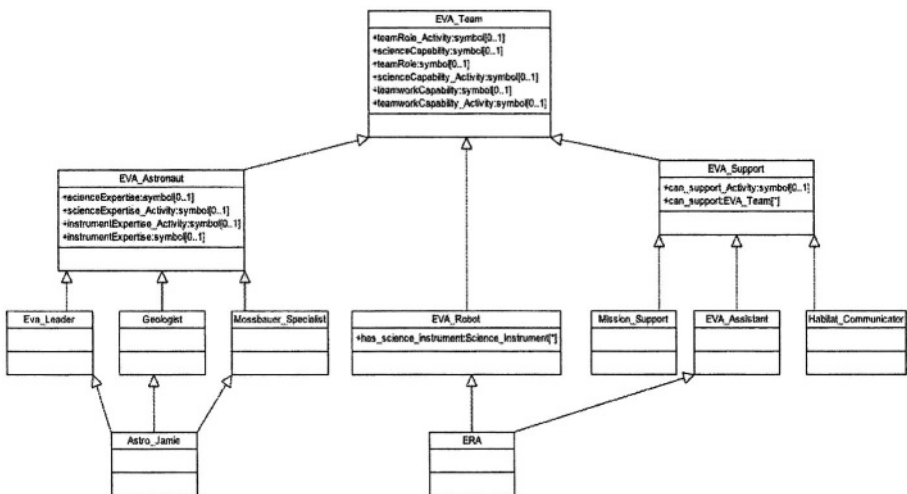 EVA_Team
+teamRole_Activity:symbol[0..1]
+scienceCapability:symbol[0..1]
+teamRole:symbol[0..1]
+scienceCapability_Activity:symbol[0..1]
+teamworkCapability:symbol[0..1]
+teamworkCapability_Activity:symbol[0..1]
EVA_Astronaut
+scienceExpertise:symbol[0..1]
+scienceExpertise_Activity:symbol[0..1]
+instrumentExpertise_Activity:symbol[0..1]
+instrumentExpertise:symbol[0..1]
EVA_Support
+can_support_Activity:symbol[0..1]
+can_support:EVA_Team[*]
Eva_Leader
Geologist
Mossbauer_Specialist
EVA_Robot
+has_science_instrument:Science_Instrument[*]
Mission_Support
EVA_Assistant
Habitat_Communicator
Astro_Jamie
ERA